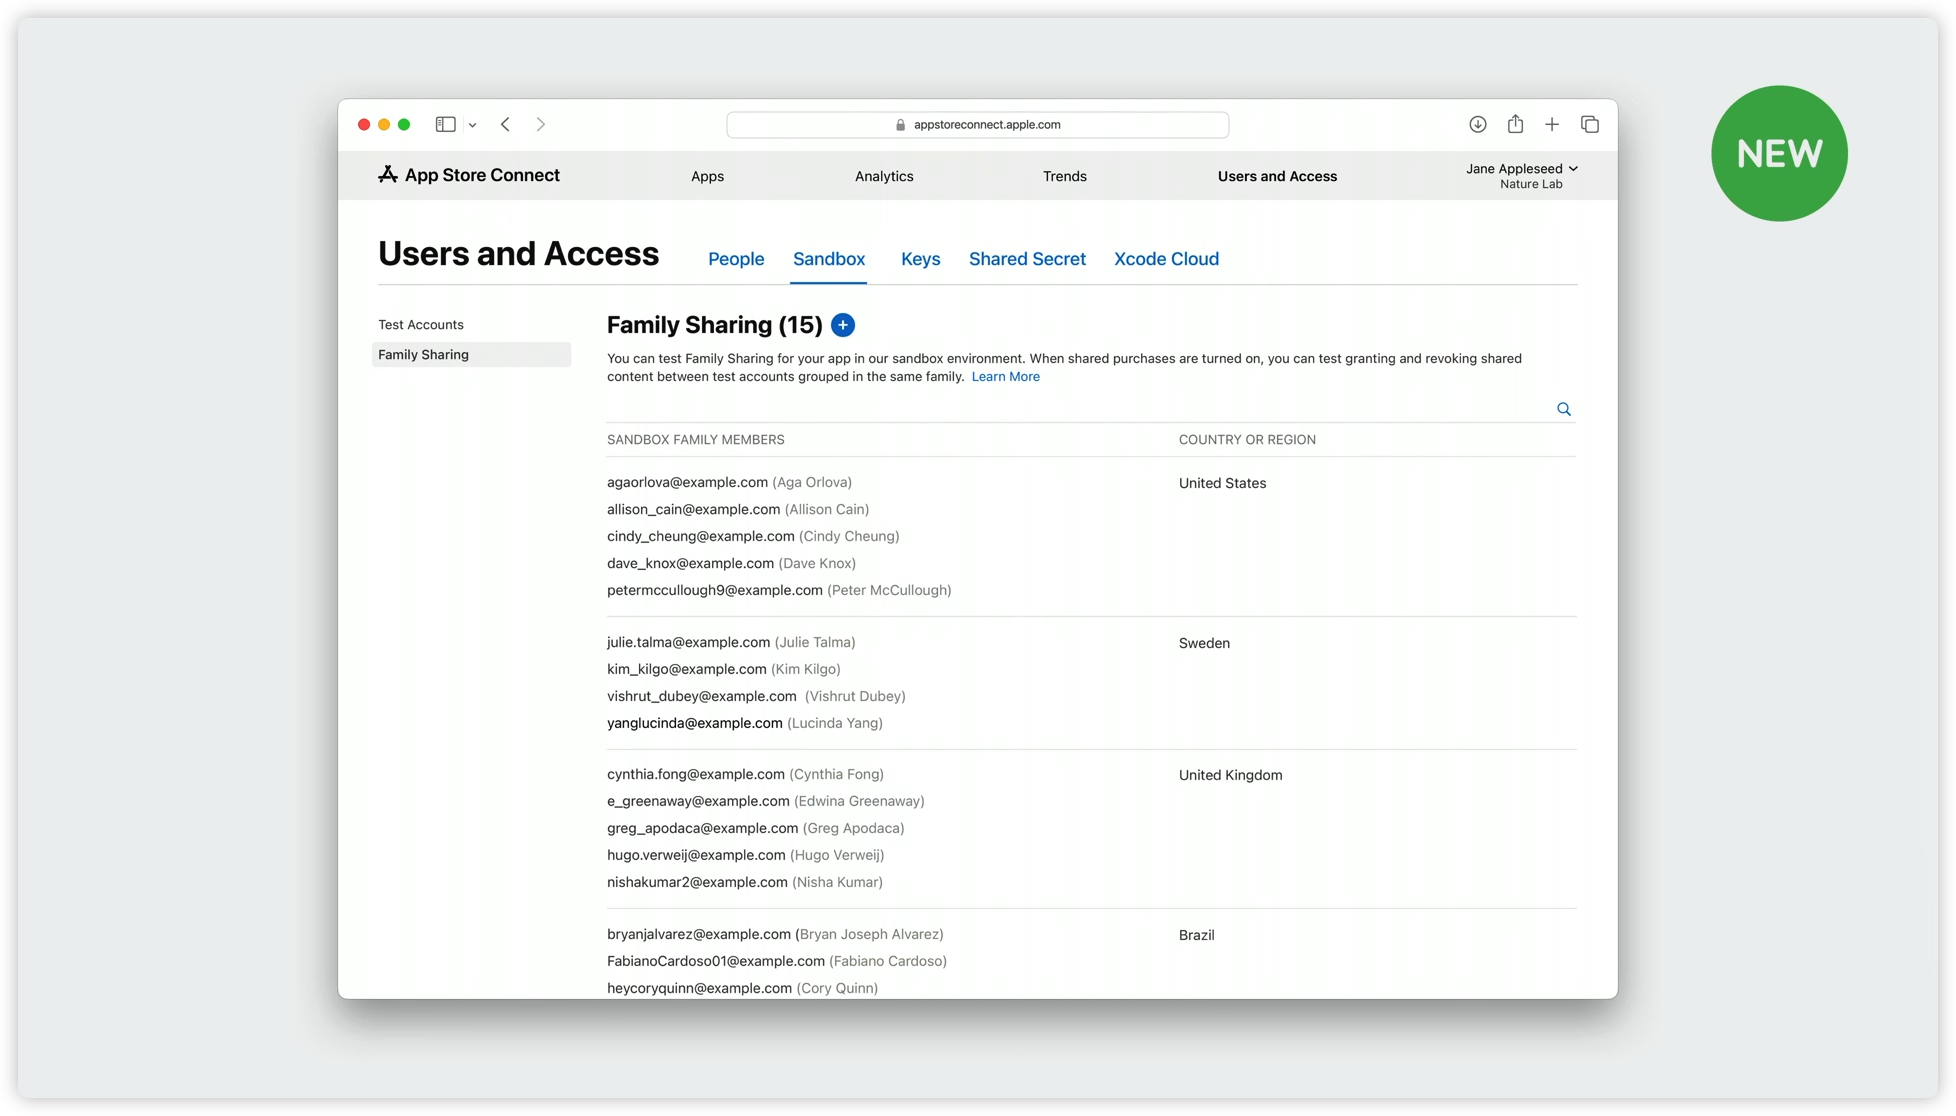 appstoreconnect.apple.com
NEW
App Store Connect
Apps
Analytics
Trends
Users and Access
Jane Appleseed
Nature Lab
Users and Access
People
Sandbox
Keys
Shared Secret
Xcode Cloud
Test Accounts
Family Sharing
Family Sharing (15)
You can test Family Sharing for your app in our sandbox environment. When shared purchases are turned on, you can test granting and revoking shared
content between test accounts grouped in the same family. Learn More
SANDBOX FAMILY MEMBERS
COUNTRY OR REGION
agaorlova@example.com (Aga Orlova)
United States
allison_cain@example.com (Allison Cain)
cindy_cheung@example.com (Cindy Cheung)
dave_knox@example.com (Dave Knox)
petermccullough9@example.com (Peter McCullough)
julie.talma@example.com (Julie Talma)
Sweden
kim_kilgo@example.com (Kim Kilgo)
vishrut_dubey@example.com (Vishrut Dubey)
yanglucinda@example.com (Lucinda Yang)
cynthia.fong@example.com (Cynthia Fong)
United Kingdom
e_greenaway@example.com (Edwina Greenaway)
greg_apodaca@example.com (Greg Apodaca)
hugo.verweij@example.com (Hugo Verweij)
nishakumar2@example.com (Nisha Kumar)
bryanjalvarez@example.com (Bryan Joseph Alvarez)
Brazil
FabianoCardoso01@example.com (Fabiano Cardoso)
heycoryquinn@example.com (Cory Quinn)